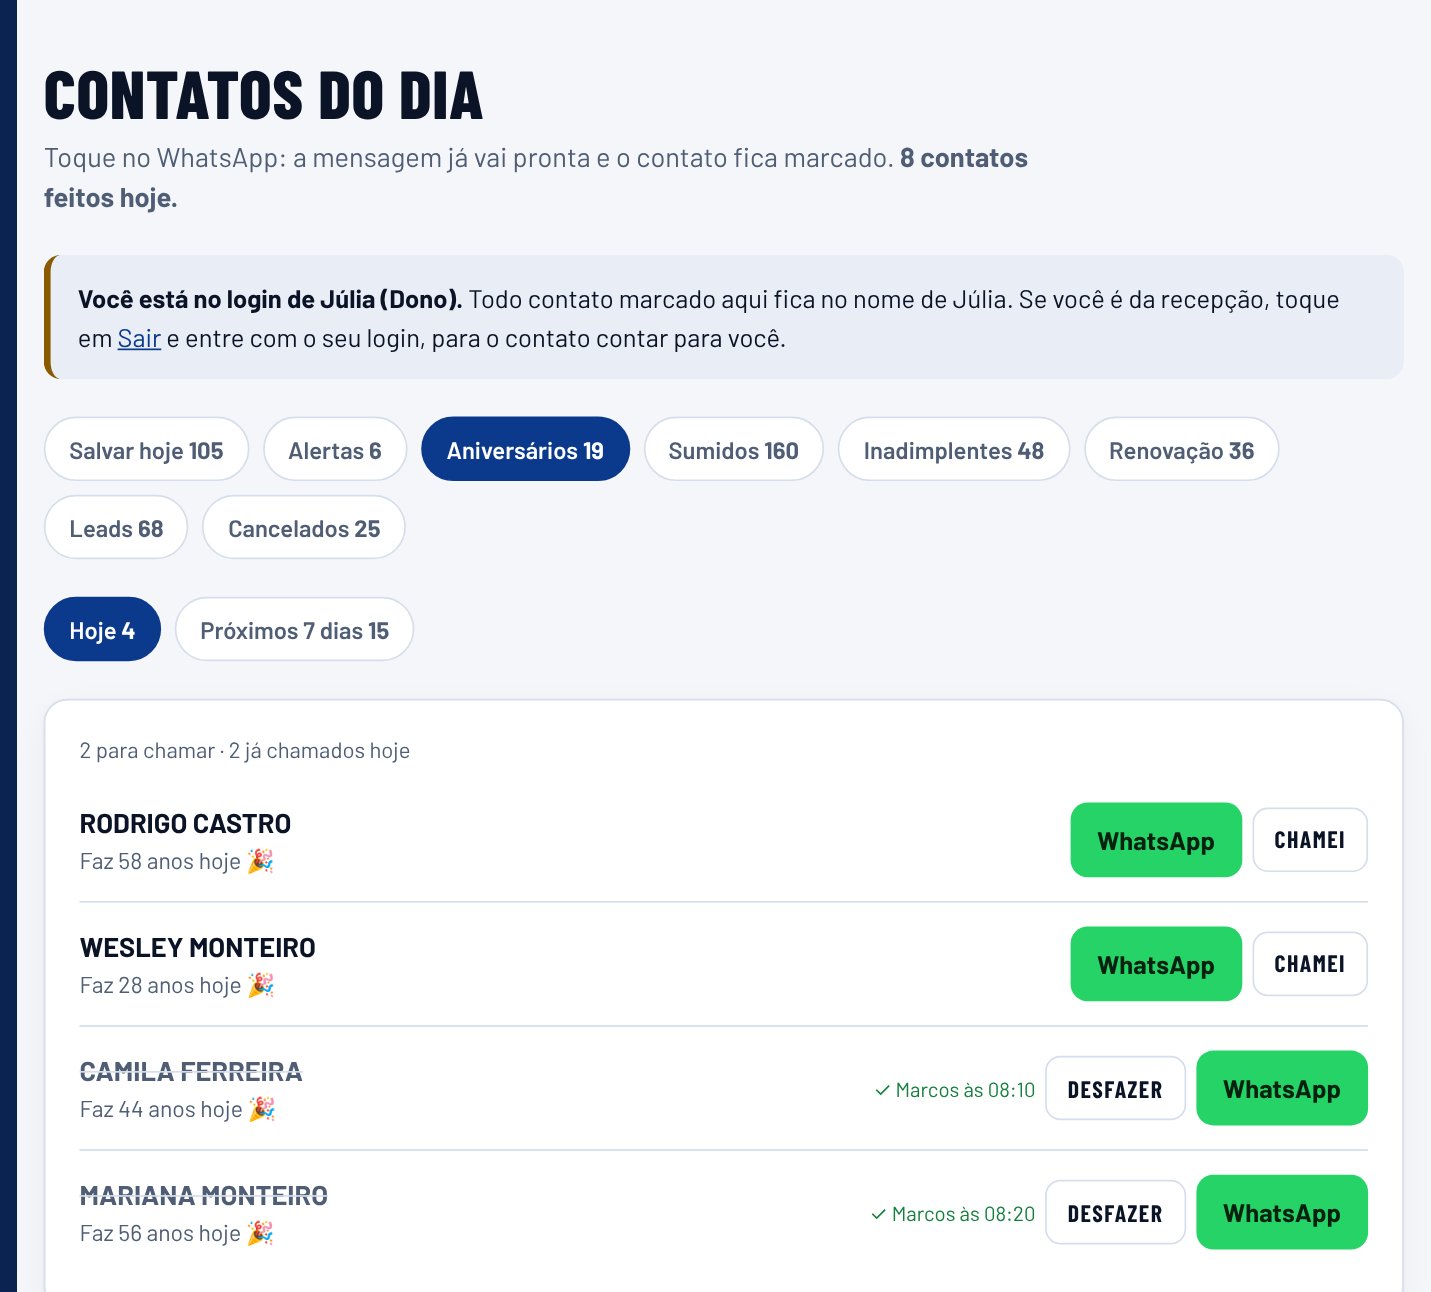 CONTATOS DO DIA
Toque no WhatsApp: a mensagem já vai pronta e o contato fica marcado. 8 contatos
feitos hoje.
Você está no login de Júlia (Dono). Todo contato marcado aqui fica no nome de Júlia. Se você é da recepção, toque
em Sair e entre com o seu login, para o contato contar para você.
Salvar hoje 105 Alertas 6 Aniversários 19 Sumidos 160 Inadimplentes 48 Renovação 36
Leads 68 Cancelados 25
Hoje 4 Próximos 7 dias 15
2 para chamar · 2 já chamados hoje
RODRIGO CASTRO
Faz 58 anos hoje 🎉
WhatsApp CHAMEI
WESLEY MONTEIRO
Faz 28 anos hoje 🎉
WhatsApp CHAMEI
CAMILA FERREIRA
Faz 44 anos hoje 🎉
✓ Marcos às 08:10 DESFAZER WhatsApp
MARIANA MONTEIRO
Faz 56 anos hoje 🎉
✓ Marcos às 08:20 DESFAZER WhatsApp